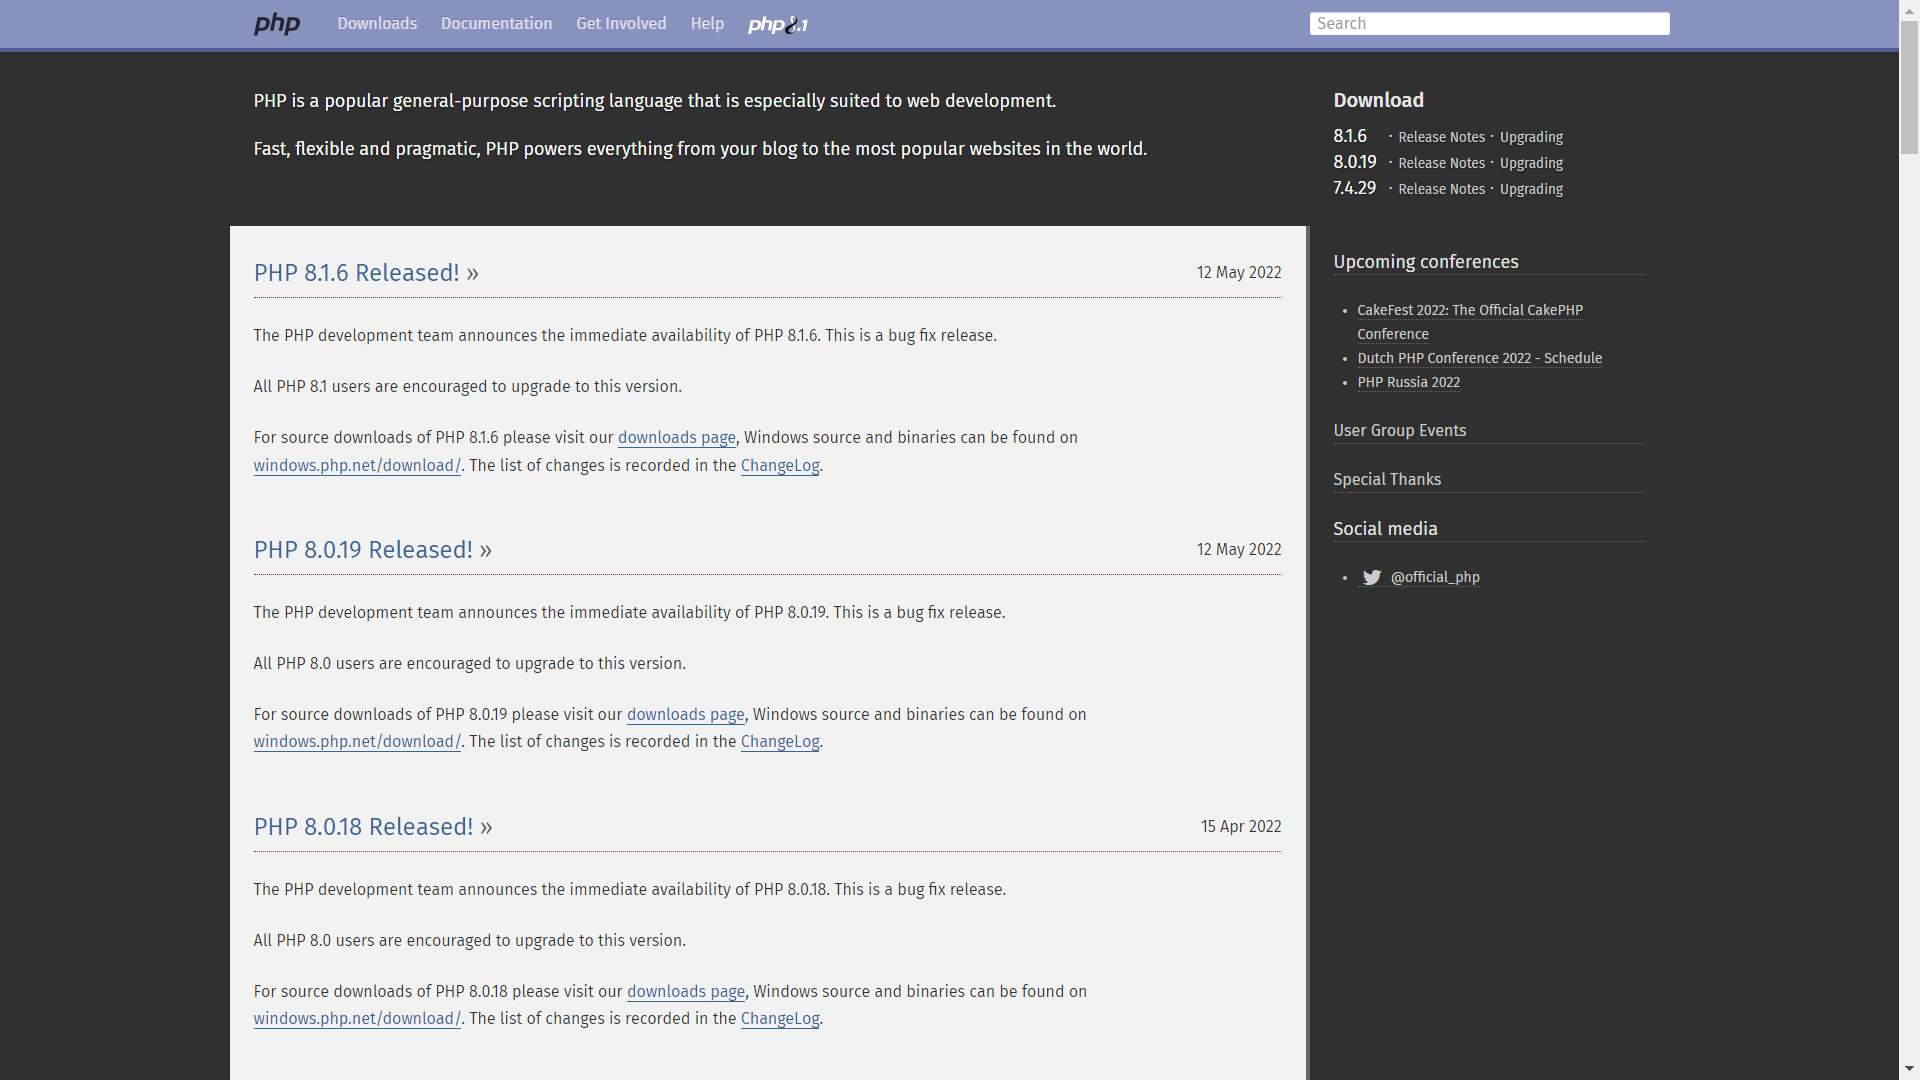 php
Downloads
Documentation
Get Involved
Help
php8.1
Search
PHP is a popular general-purpose scripting language that is especially suited to web development.
Fast, flexible and pragmatic, PHP powers everything from your blog to the most popular websites in the world.
Download
8.1.6 · Release Notes · Upgrading
8.0.19 · Release Notes · Upgrading
7.4.29 · Release Notes · Upgrading
PHP 8.1.6 Released! »
12 May 2022
The PHP development team announces the immediate availability of PHP 8.1.6. This is a bug fix release.
All PHP 8.1 users are encouraged to upgrade to this version.
For source downloads of PHP 8.1.6 please visit our downloads page, Windows source and binaries can be found on
windows.php.net/download/. The list of changes is recorded in the ChangeLog.
PHP 8.0.19 Released! »
12 May 2022
The PHP development team announces the immediate availability of PHP 8.0.19. This is a bug fix release.
All PHP 8.0 users are encouraged to upgrade to this version.
For source downloads of PHP 8.0.19 please visit our downloads page, Windows source and binaries can be found on
windows.php.net/download/. The list of changes is recorded in the ChangeLog.
PHP 8.0.18 Released! »
15 Apr 2022
The PHP development team announces the immediate availability of PHP 8.0.18. This is a bug fix release.
All PHP 8.0 users are encouraged to upgrade to this version.
For source downloads of PHP 8.0.18 please visit our downloads page, Windows source and binaries can be found on
windows.php.net/download/. The list of changes is recorded in the ChangeLog.
Upcoming conferences
• CakeFest 2022: The Official CakePHP
Conference
• Dutch PHP Conference 2022 - Schedule
• PHP Russia 2022
User Group Events
Special Thanks
Social media
• @official_php